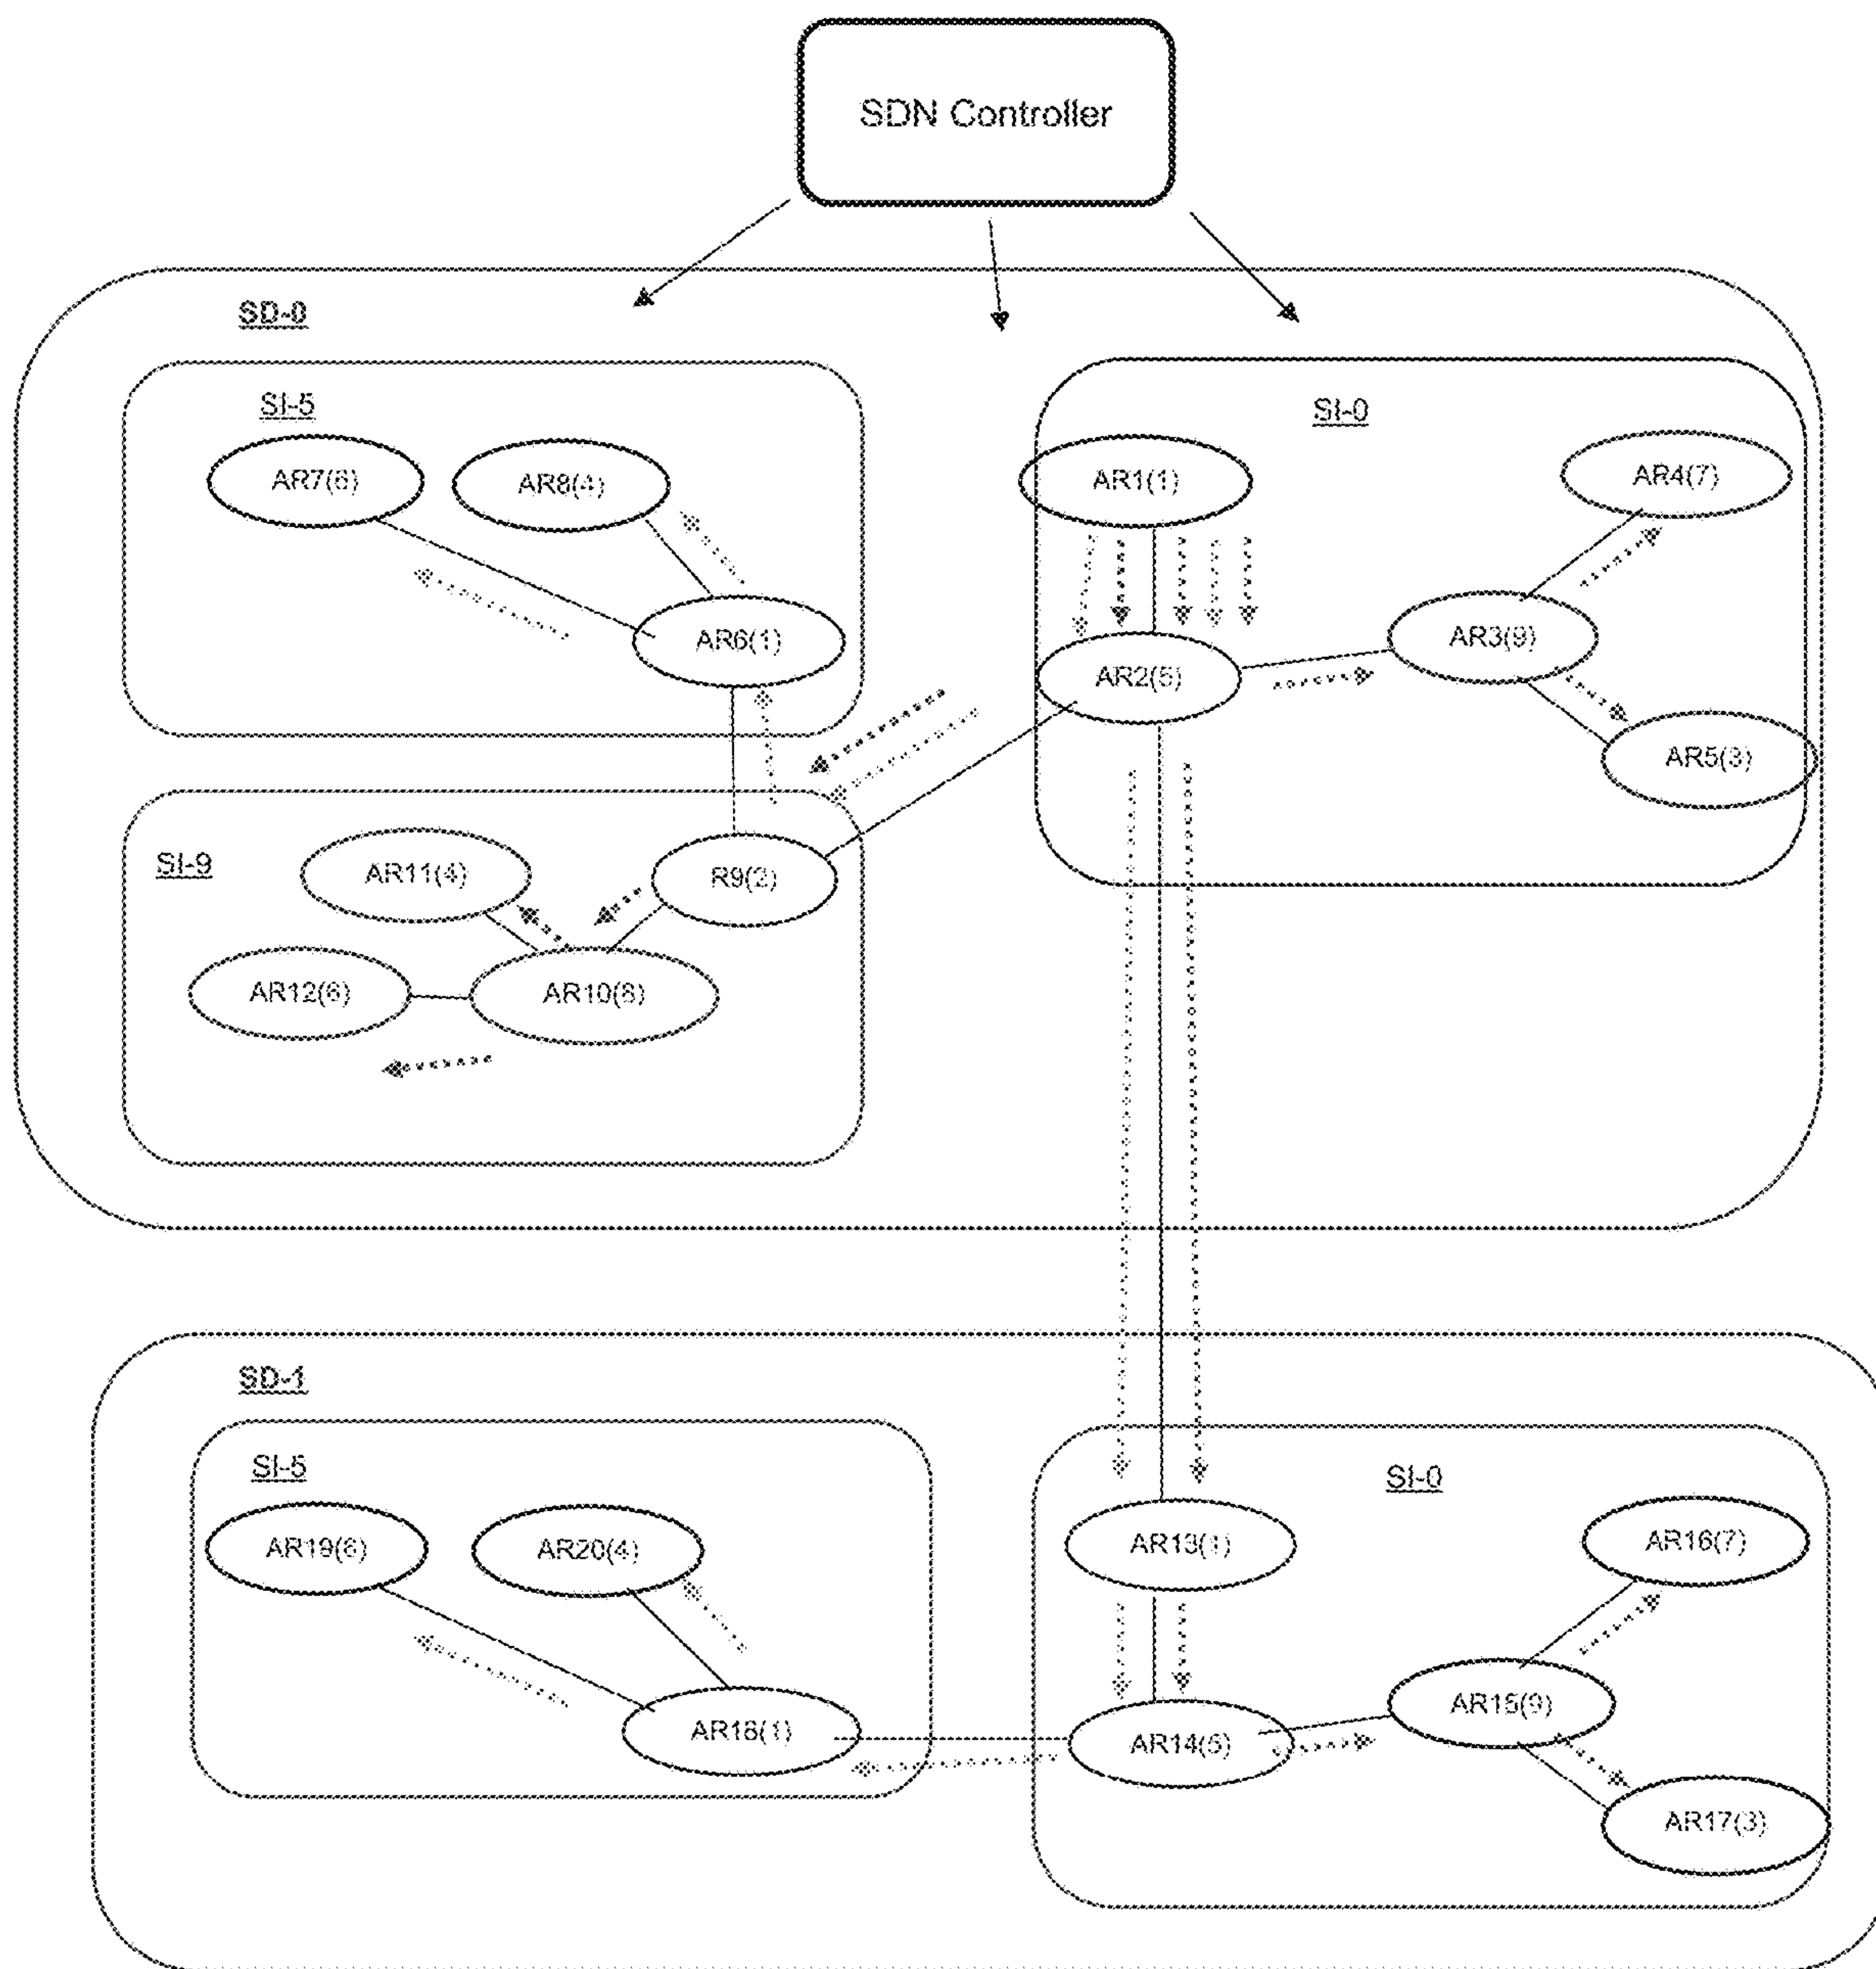 SDN Controller
SD-0
SI-5
AR7(6)
AR8(4)
AR6(1)
SI-0
AR1(1)
AR4(7)
AR2(5)
AR3(9)
AR5(3)
SI-9
AR11(4)
R9(2)
AR12(6)
AR10(8)
SD-1
SI-5
AR19(6)
AR20(4)
AR18(1)
SI-0
AR13(1)
AR16(7)
AR14(5)
AR15(9)
AR17(3)